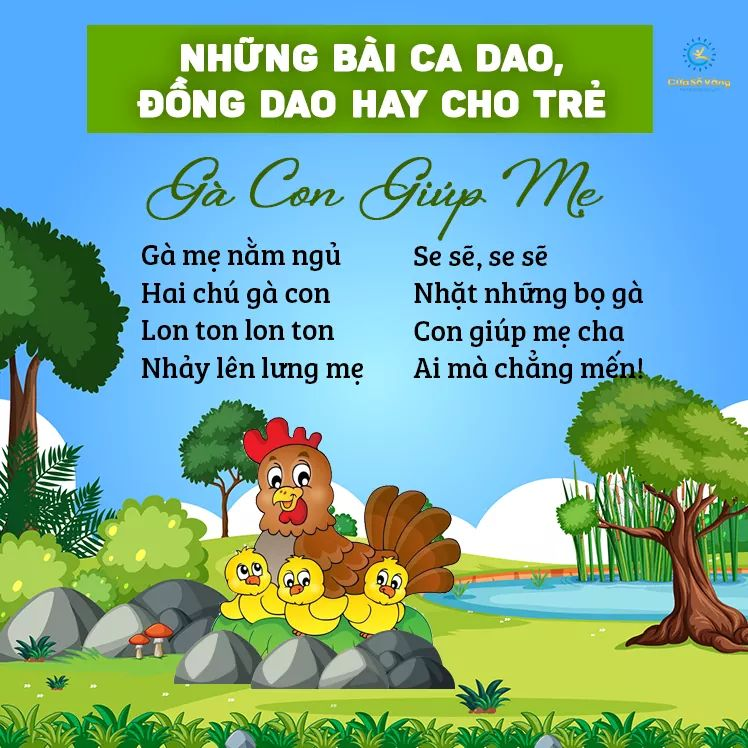 NHỮNG BÀI CA DAO,
ĐỒNG DAO HAY CHO TRẺ
Cửa Sổ Vàng
Gà Con Giúp Mẹ
Gà mẹ nằm ngủ
Hai chú gà con
Lon ton lon ton
Nhảy lên lưng mẹ
Se sẽ, se sẽ
Nhặt những bọ gà
Con giúp mẹ cha
Ai mà chẳng mến!